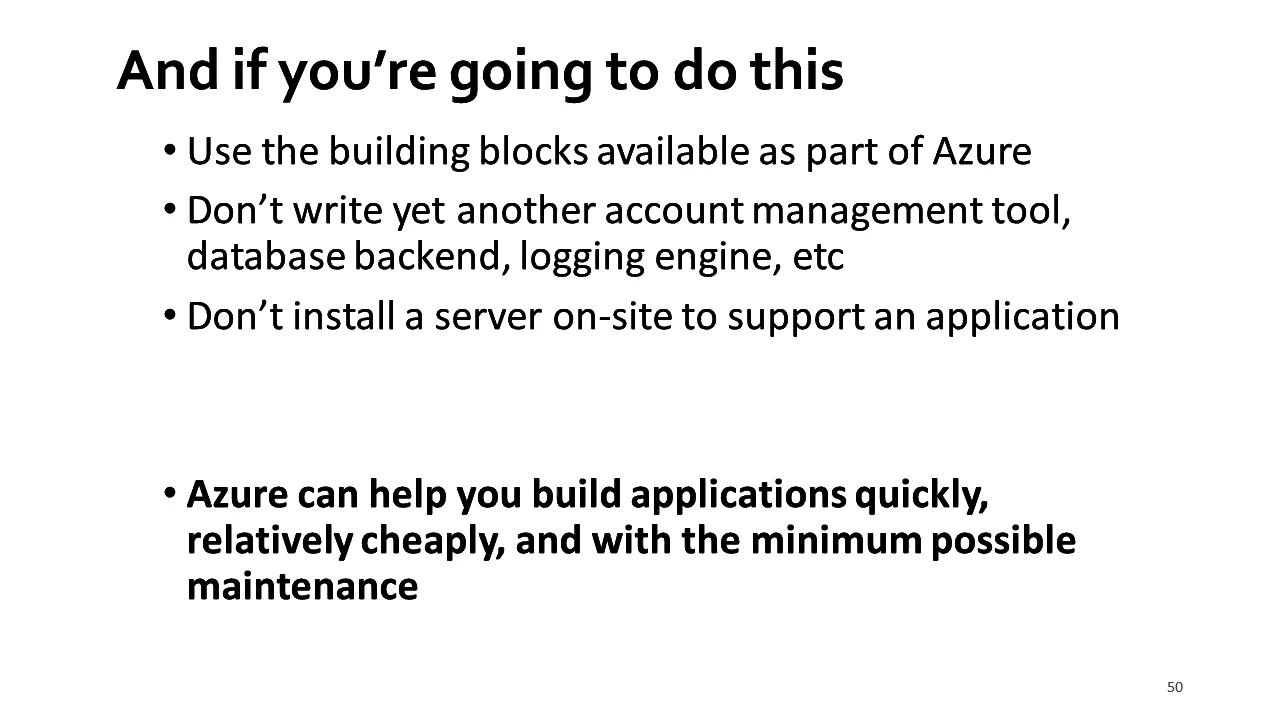 And if you’re going to do this
• Use the building blocks available as part of Azure
• Don’t write yet another account management tool,
database backend, logging engine, etc
• Don’t install a server on-site to support an application
• Azure can help you build applications quickly,
relatively cheaply, and with the minimum possible
maintenance
50